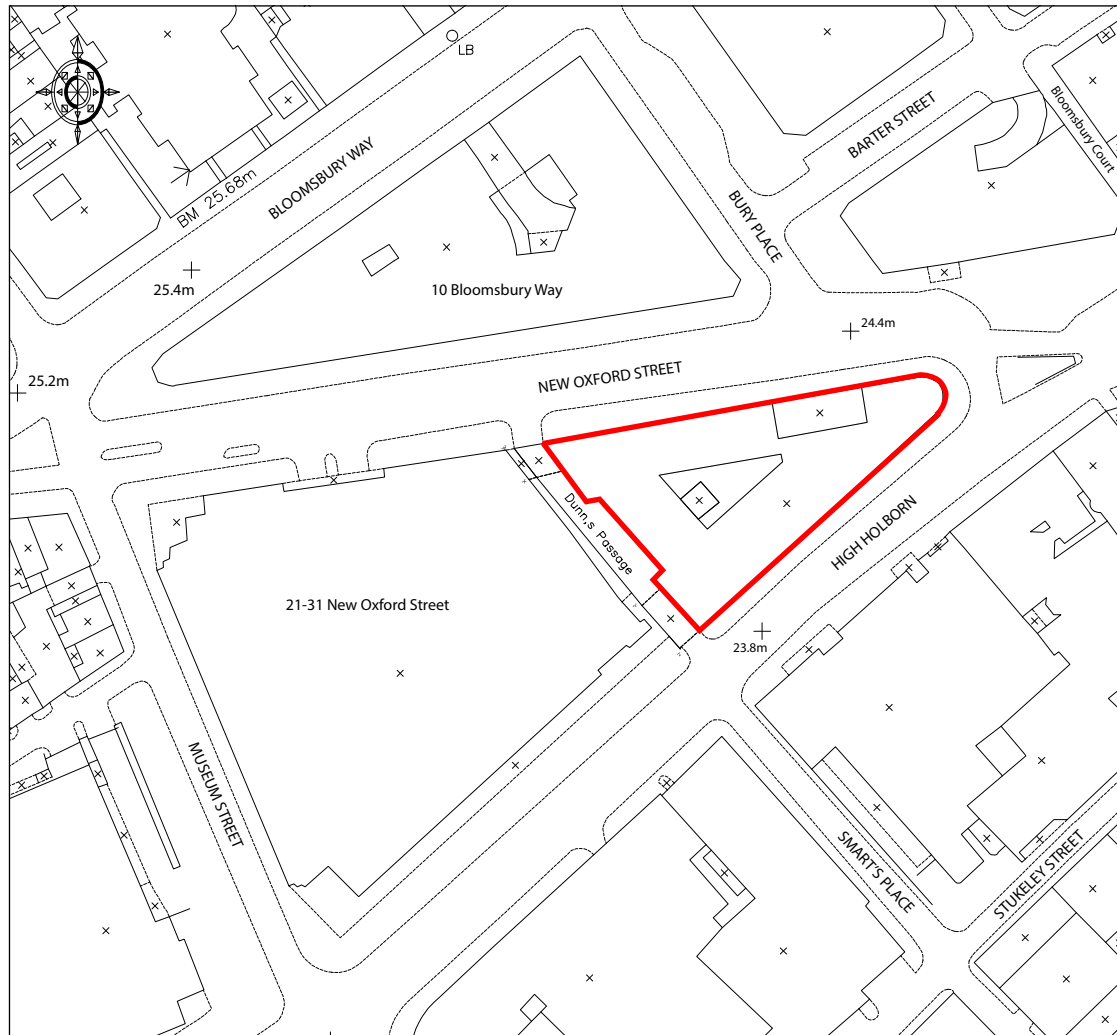 LB
BARTER STREET
Bloomsbury Court
BLOOMSBURY WAY
BM 25.68m
BURY PLACE
25.4m
10 Bloomsbury Way
24.4m
25.2m
NEW OXFORD STREET
Dunn,s Passage
HIGH HOLBORN
21-31 New Oxford Street
23.8m
MUSEUM STREET
SMART'S PLACE
STUKELEY STREET